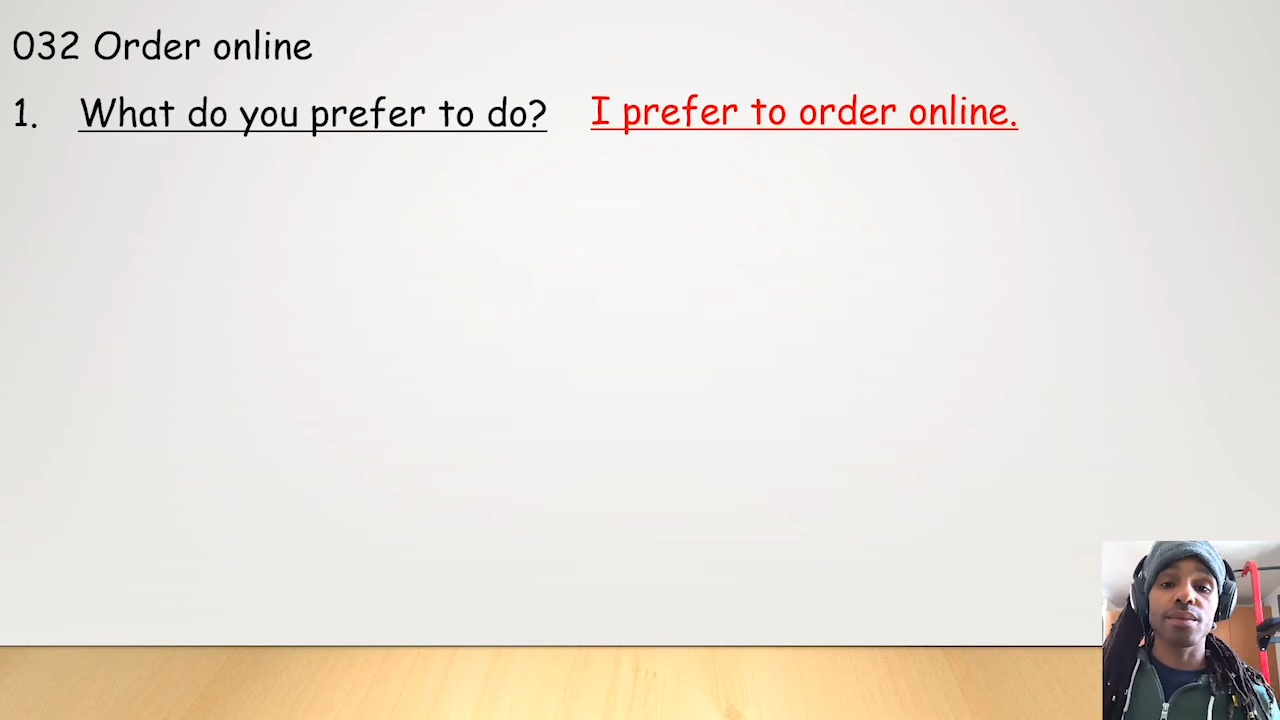 032 Order online
1. What do you prefer to do? I prefer to order online.